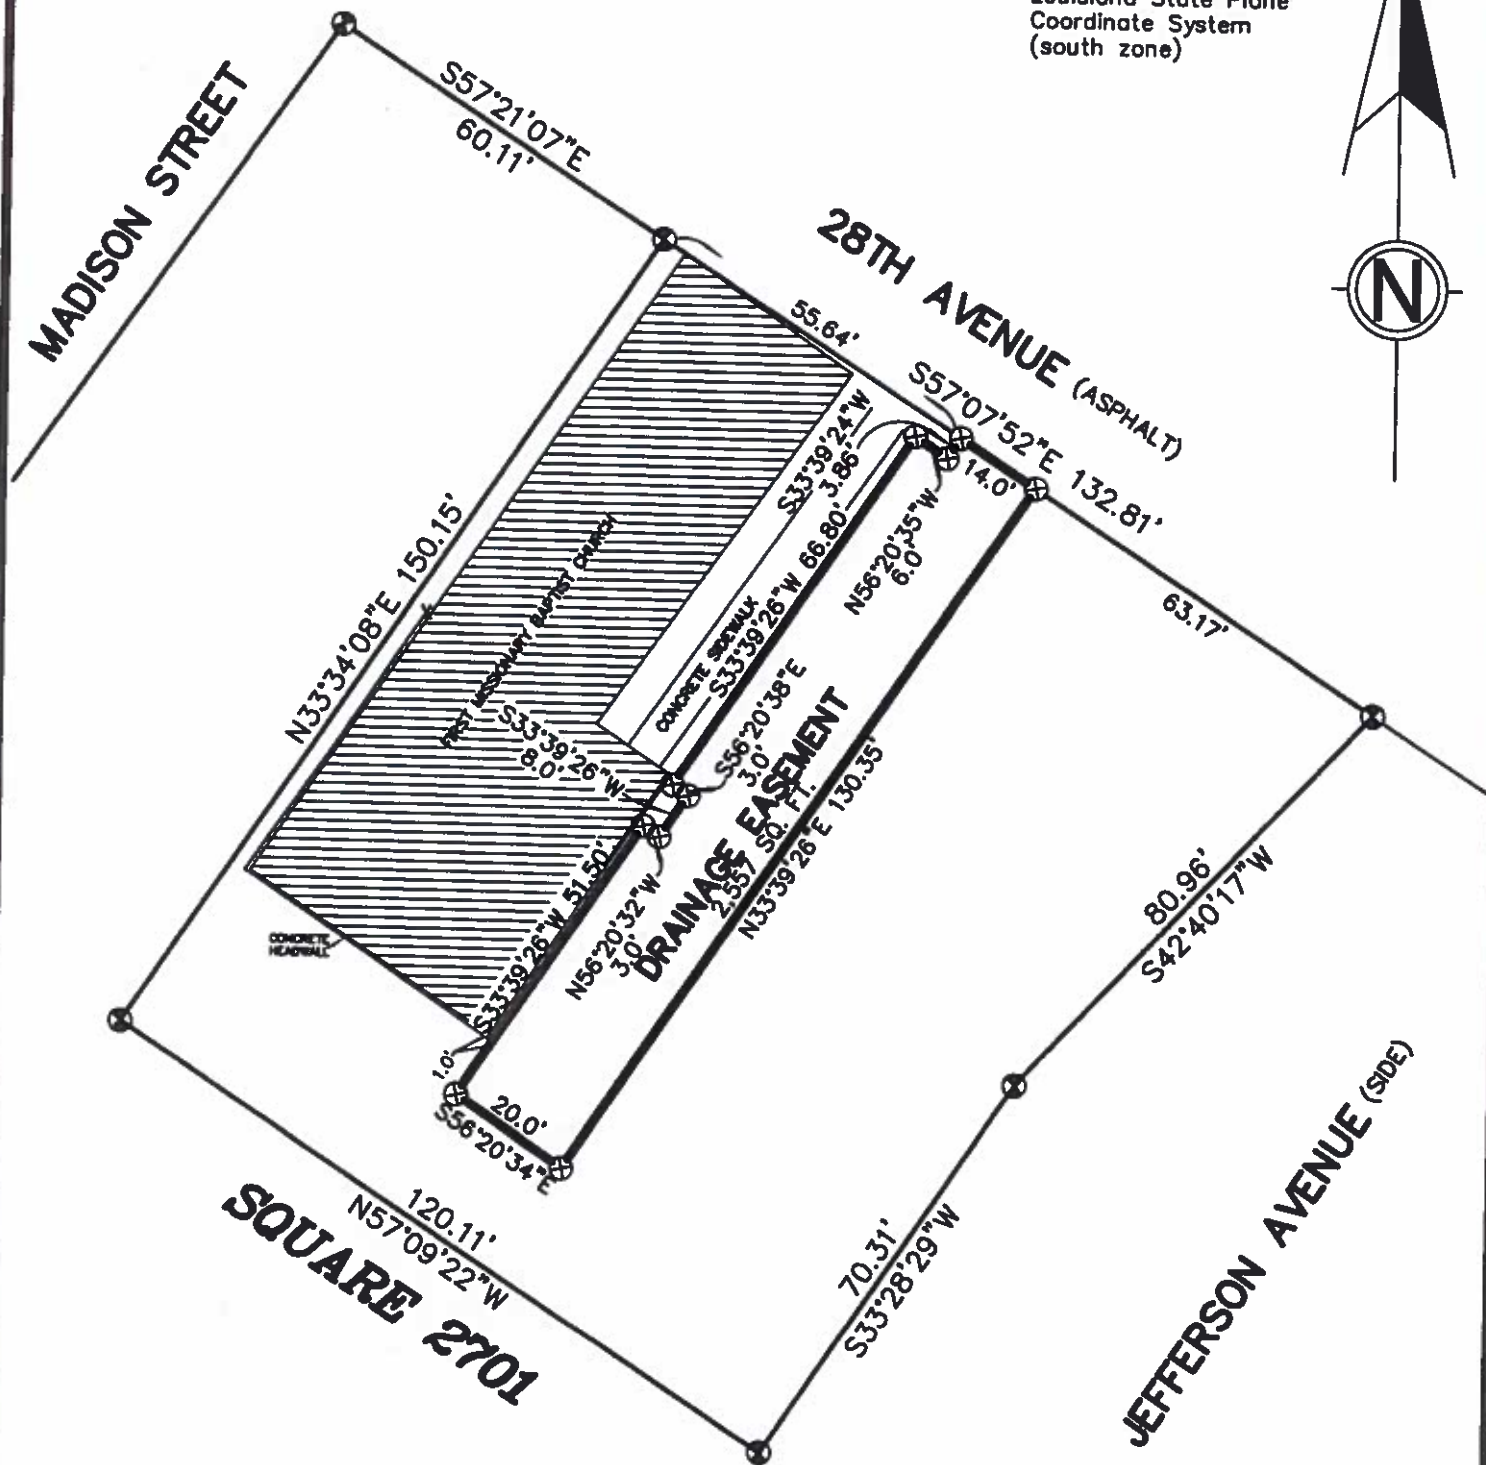 Coordinate System
(south zone)
S57°21'07"E
60.11'
MADISON STREET
28TH AVENUE (ASPHALT)
N
55.64'
S57°07'52"E 132.81'
14.0'
S33°39'24"W
3.86'
N56°20'35"W
6.0'
63.17'
N33°34'08"E 150.15'
FIRST MISSIONARY BAPTIST CHURCH
CONCRETE SIDEWALK
S33°39'26"W 66.80'
S33°39'26"W
8.0'
S56°20'38"E
3.0'
DRAINAGE EASEMENT
2,557 SQ. FT.
N33°39'26"E 130.35'
S33°39'26"W 51.50'
N56°20'32"W
3.0'
CONCRETE
HEADWALL
80.96'
S42°40'17"W
1.0'
20.0'
S56°20'34"E
120.11'
N57°09'22"W
SQUARE 2701
70.31'
S33°28'29"W
JEFFERSON AVENUE (SIDE)